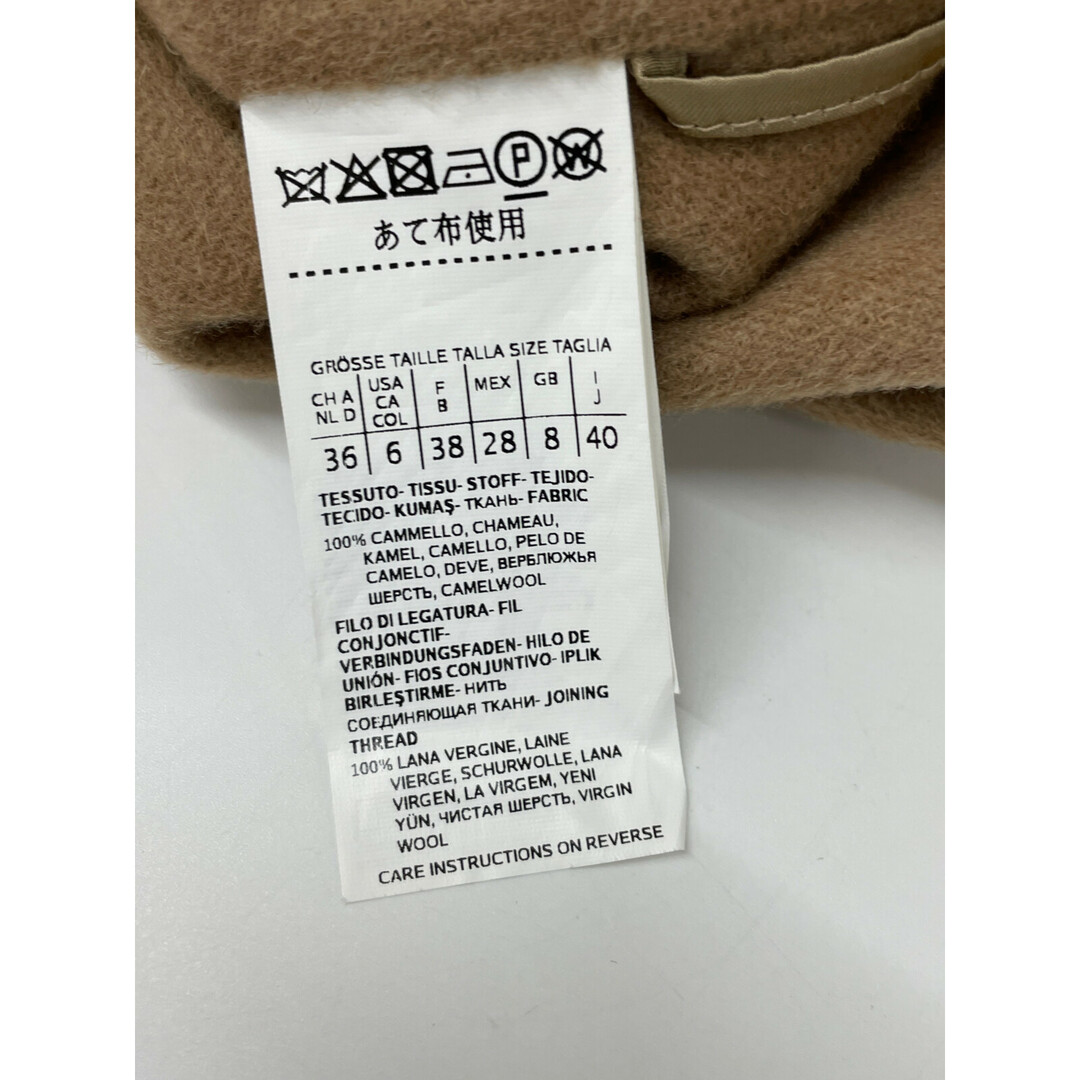 P W
あて布使用
GRÖSSE TAILLE TALLA SIZE TAGLIA
CH A NL D | USA CA COL | F B | MEX | GB | I J
36 | 6 | 38 | 28 | 8 | 40
TESSUTO- TISSU- STOFF- TEJIDO-
TECIDO- KUMAŞ- ТКАНЬ- FABRIC
100% CAMMELLO, CHAMEAU,
KAMEL, CAMELLO, PELO DE
CAMELO, DEVE, ВЕРБЛЮЖЬЯ
ШЕРСТЬ, CAMELWOOL
FILO DI LEGATURA- FIL
CONJONCTIF-
VERBINDUNGSFADEN- HILO DE
UNIÓN- FIOS CONJUNTIVO- IPLIK
BIRLEŞTIRME- НИТЬ
СОЕДИНЯЮЩАЯ ТКАНИ- JOINING
THREAD
100% LANA VERGINE, LAINE
VIERGE, SCHURWOLLE, LANA
VIRGEN, LA VIRGEM, YENI
YÜN, ЧИСТАЯ ШЕРСТЬ, VIRGIN
WOOL
CARE INSTRUCTIONS ON REVERSE